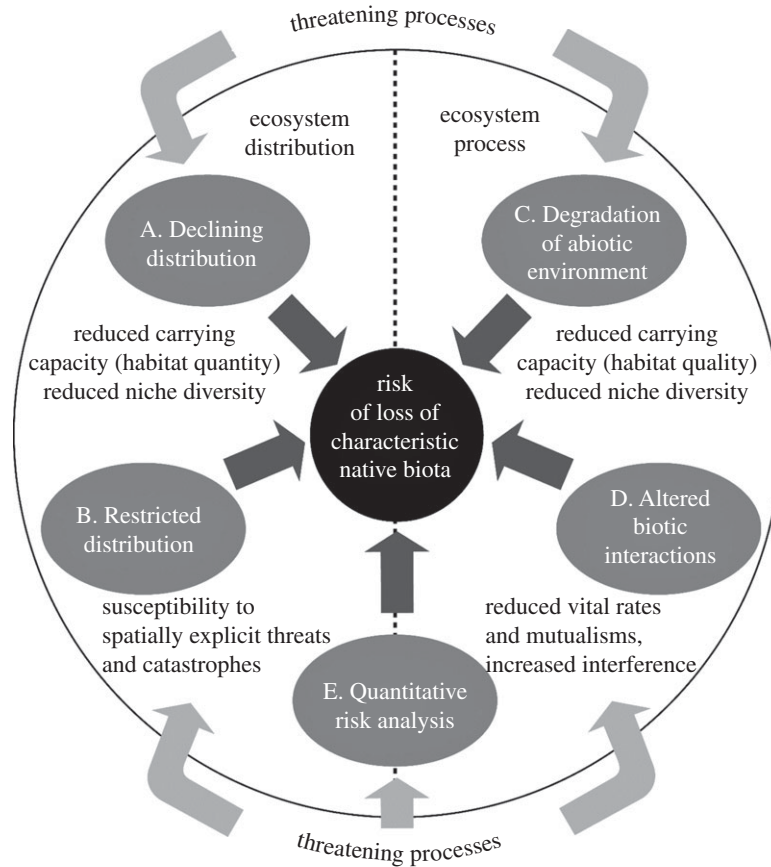 threatening processes
ecosystem
distribution
ecosystem
process
A. Declining
distribution
C. Degradation
of abiotic
environment
reduced carrying
capacity (habitat quantity)
reduced niche diversity
reduced carrying
capacity (habitat quality)
reduced niche diversity
risk
of loss of
characteristic
native biota
B. Restricted
distribution
D. Altered
biotic
interactions
susceptibility to
spatially explicit threats
and catastrophes
reduced vital rates
and mutualisms,
increased interference
E. Quantitative
risk analysis
threatening processes